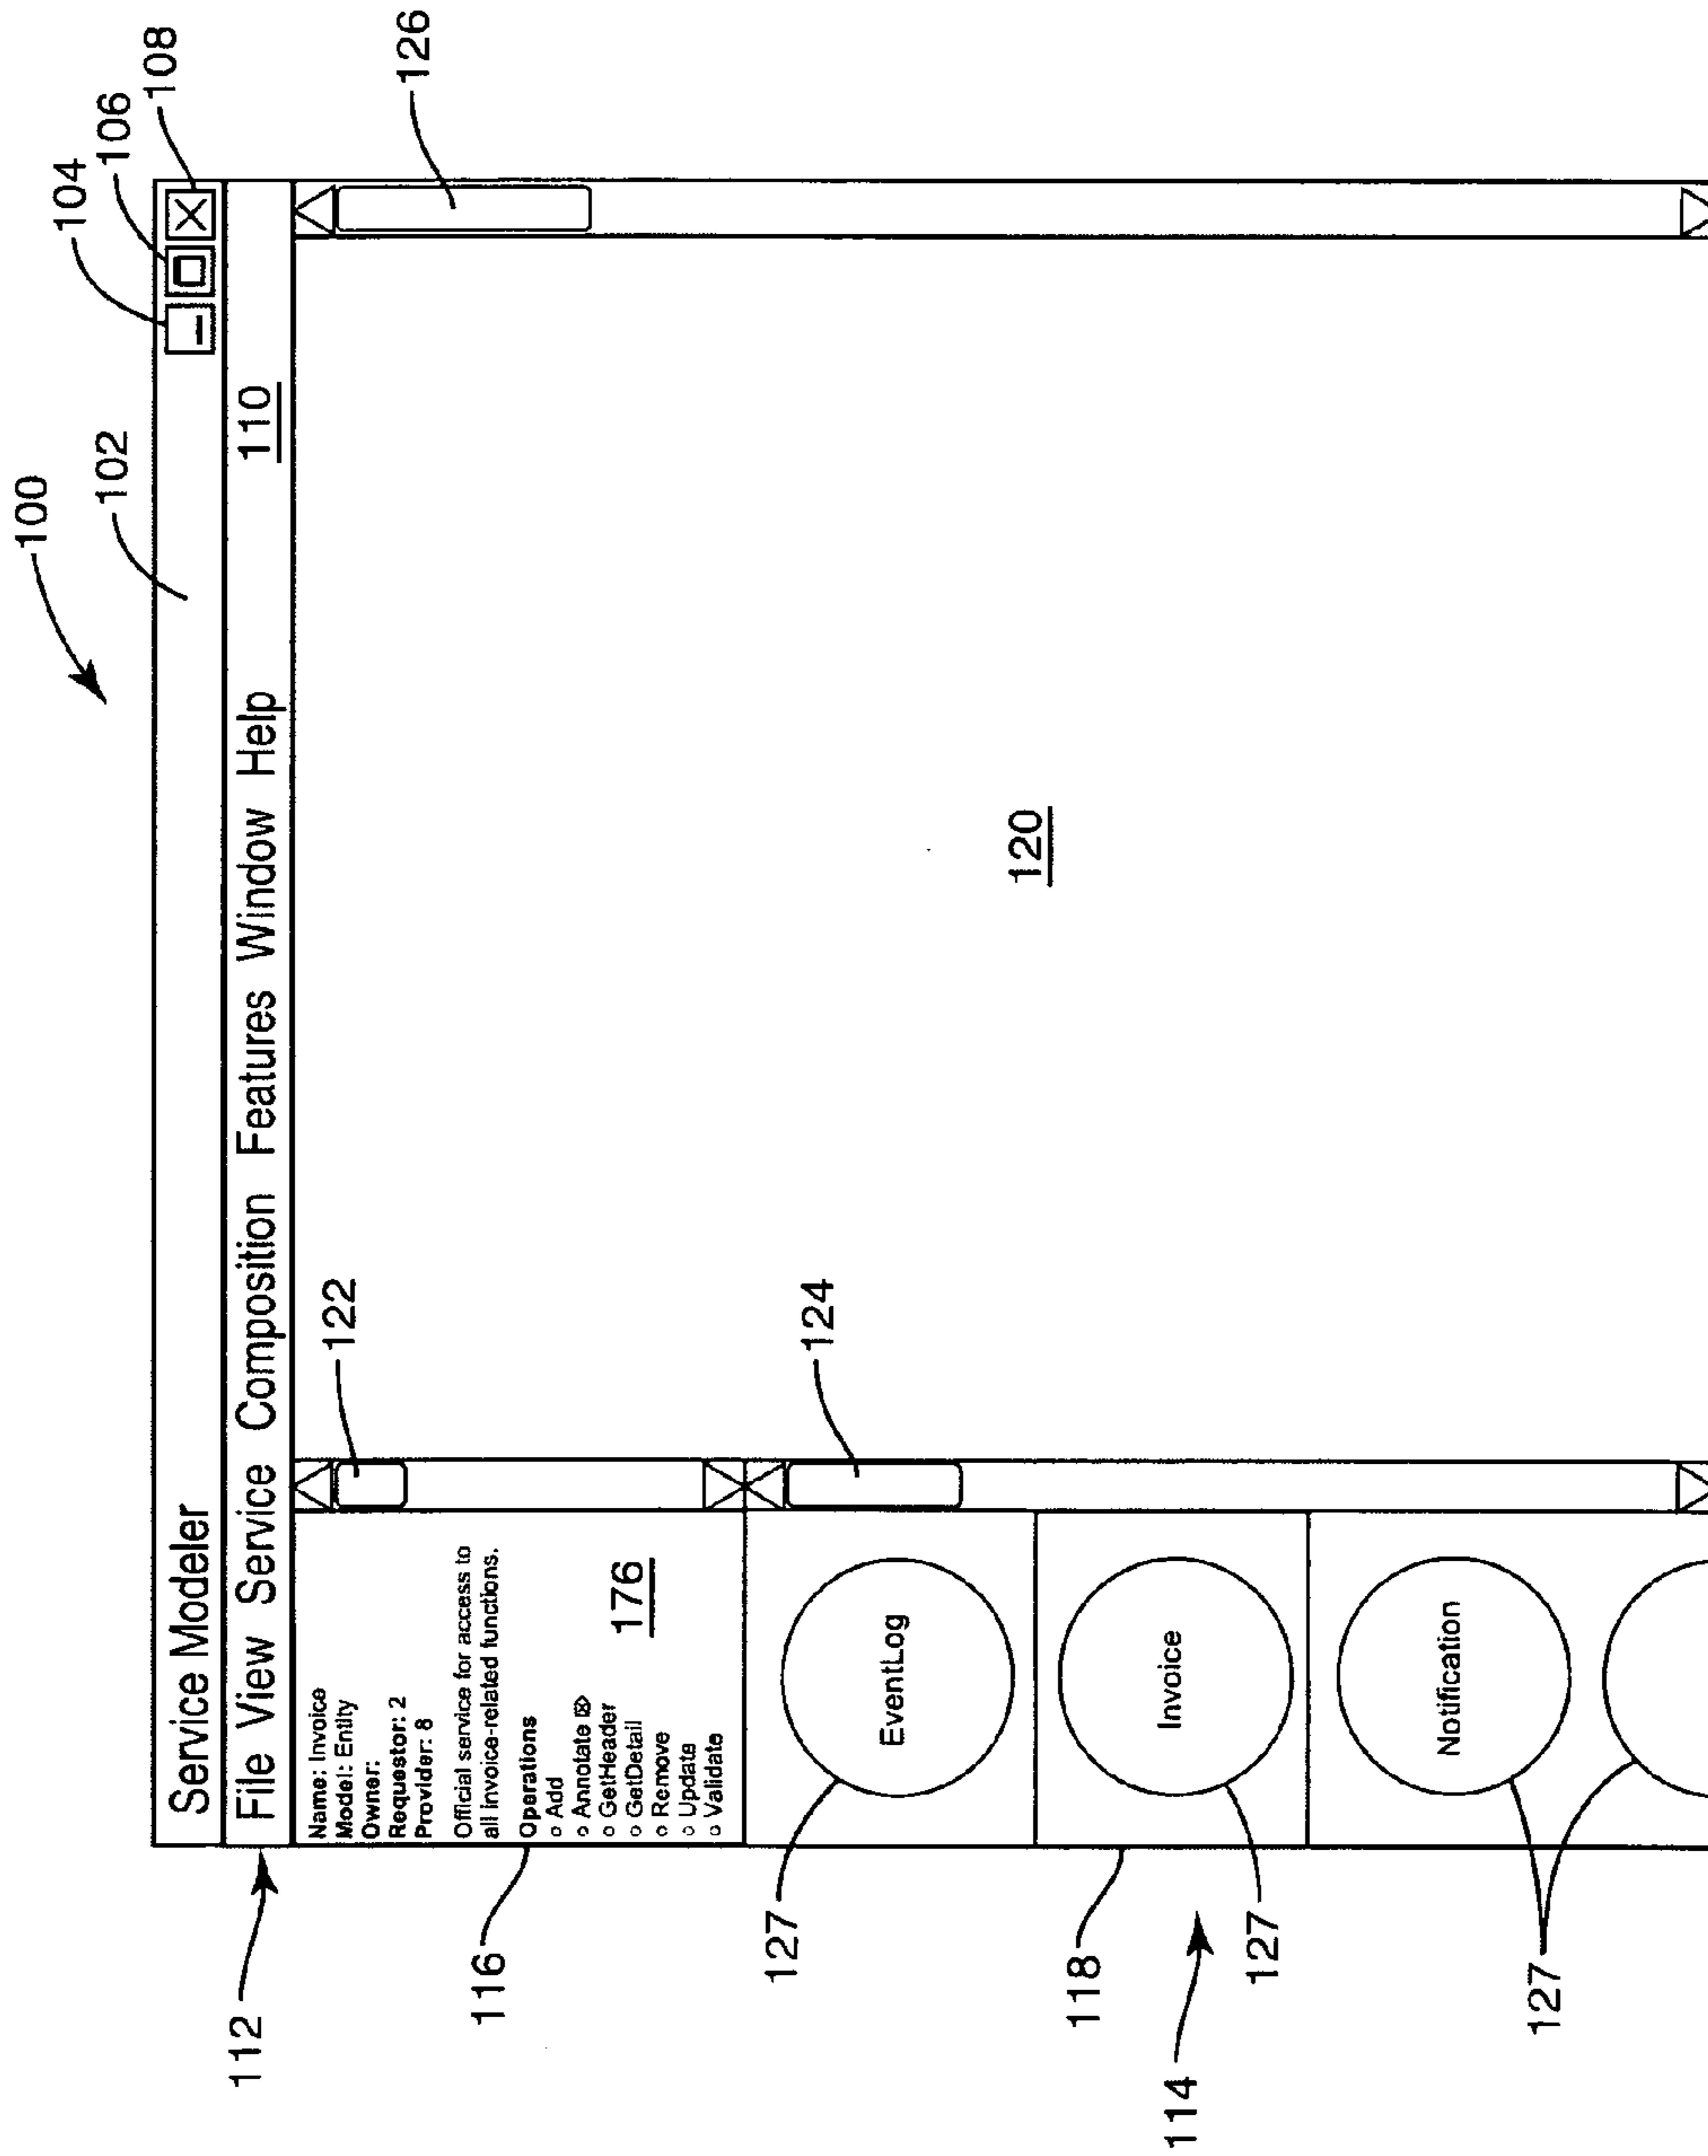 100
102
104
106
108
Service Modeler
112
File View Service Composition Features Window Help
110
122
126
Name: Invoice
Model: Entity
Owner:
Requestor: 2
Provider: 8
Official service for access to
all invoice-related functions.
Operations
o Add
o Annotate
o GetHeader
o GetDetail
o Remove
o Update
o Validate
176
116
124
120
127
EventLog
118
Invoice
114
127
Notification
127